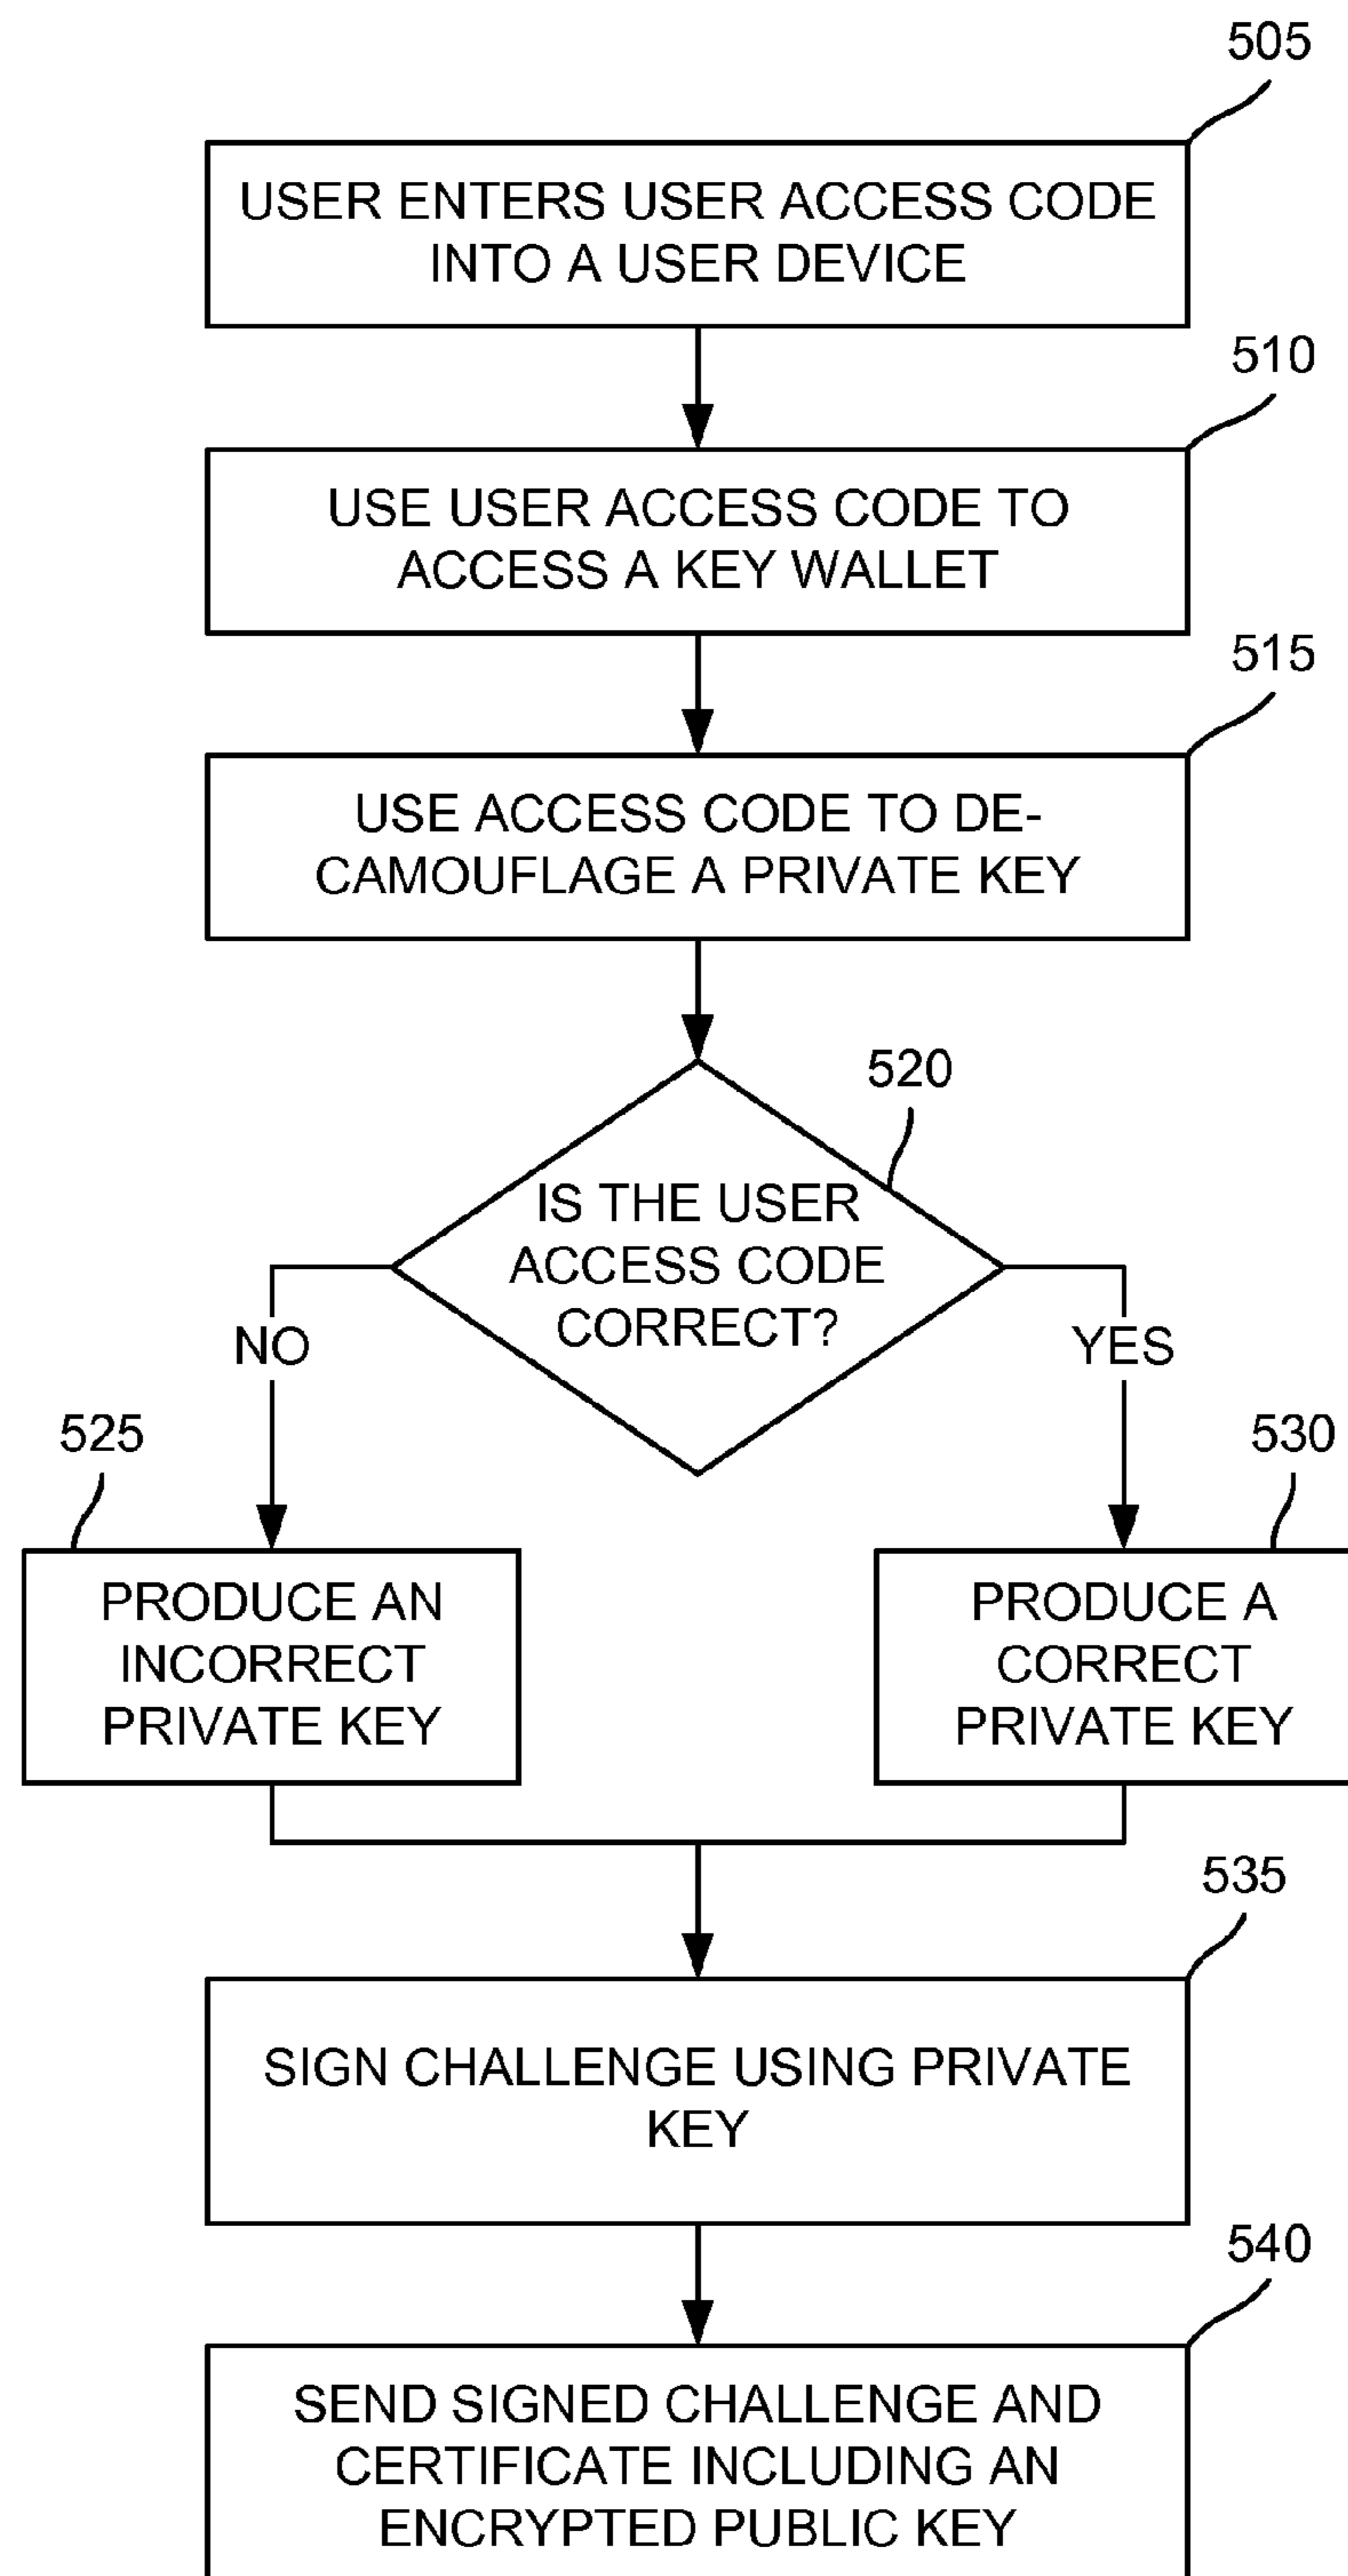 505
USER ENTERS USER ACCESS CODE
INTO A USER DEVICE
510
USE USER ACCESS CODE TO
ACCESS A KEY WALLET
515
USE ACCESS CODE TO DE-
CAMOUFLAGE A PRIVATE KEY
520
IS THE USER
ACCESS CODE
CORRECT?
NO
YES
525
530
PRODUCE AN
INCORRECT
PRIVATE KEY
PRODUCE A
CORRECT
PRIVATE KEY
535
SIGN CHALLENGE USING PRIVATE
KEY
540
SEND SIGNED CHALLENGE AND
CERTIFICATE INCLUDING AN
ENCRYPTED PUBLIC KEY